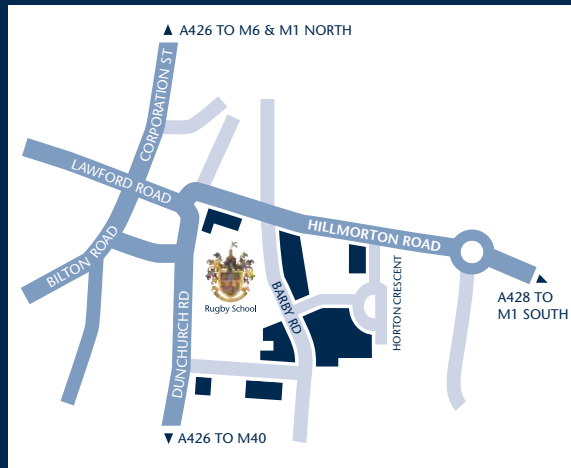 A426 TO M6 & M1 NORTH
CORPORATION ST
LAWFORD ROAD
HILLMORTON ROAD
BILTON ROAD
Rugby School
BARBY RD
HORTON CRESCENT
A428 TO
M1 SOUTH
DUNCHURCH RD
A426 TO M40